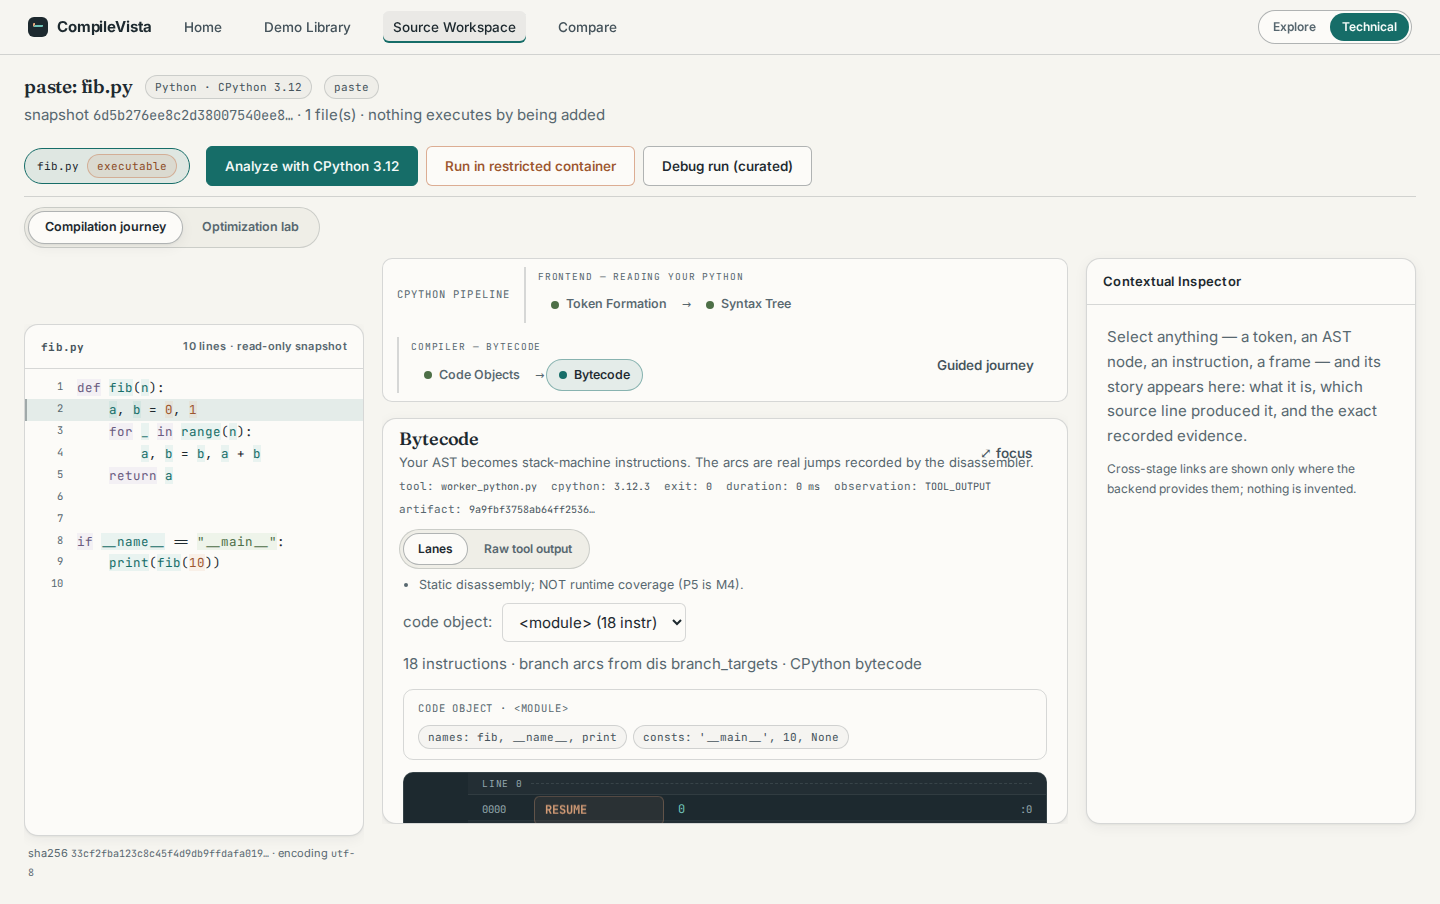 CompileVista Home Demo Library Source Workspace Compare Explore Technical
paste: fib.py Python · CPython 3.12 paste
snapshot 6d5b276ee8c2d38007540ee8… · 1 file(s) · nothing executes by being added
fib.py executable Analyze with CPython 3.12 Run in restricted container Debug run (curated)
Compilation journey Optimization lab
fib.py 10 lines · read-only snapshot
1 def fib(n):
2 a, b = 0, 1
3 for _ in range(n):
4 a, b = b, a + b
5 return a
6
7
8 if __name__ == "__main__":
9 print(fib(10))
10
sha256 33cf2fba123c8c45f4d9db9ffdafa019… · encoding utf-
8
CPYTHON PIPELINE
FRONTEND — READING YOUR PYTHON
Token Formation → Syntax Tree
COMPILER — BYTECODE
Code Objects → Bytecode
Guided journey
Bytecode
⤢ focus
Your AST becomes stack-machine instructions. The arcs are real jumps recorded by the disassembler.
tool: worker_python.py cpython: 3.12.3 exit: 0 duration: 0 ms observation: TOOL_OUTPUT
artifact: 9a9fbf3758ab64ff2536…
Lanes Raw tool output
• Static disassembly; NOT runtime coverage (P5 is M4).
code object: <module> (18 instr)
18 instructions · branch arcs from dis branch_targets · CPython bytecode
CODE OBJECT · <MODULE>
names: fib, __name__, print consts: '__main__', 10, None
LINE 0
0000 RESUME 0 :0
Contextual Inspector
Select anything — a token, an AST
node, an instruction, a frame — and its
story appears here: what it is, which
source line produced it, and the exact
recorded evidence.
Cross-stage links are shown only where the
backend provides them; nothing is invented.